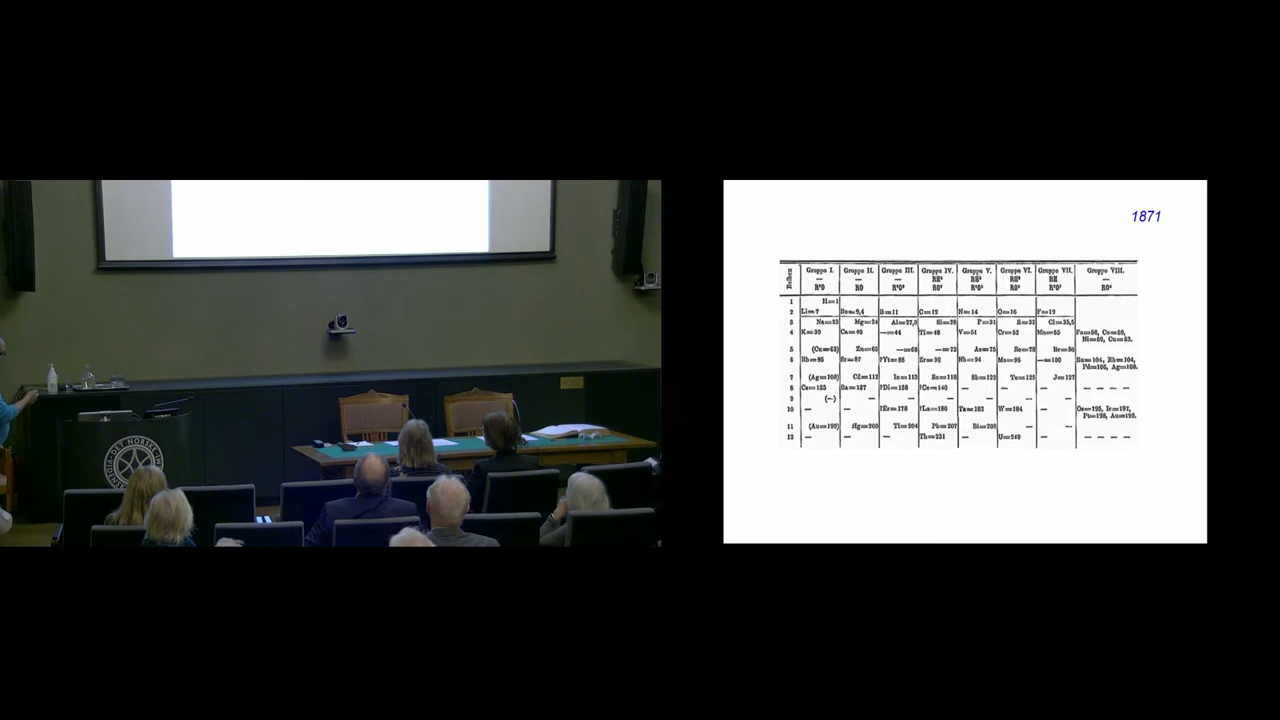 1871
Reihen
Gruppe I. Gruppe II. Gruppe III. Gruppe IV. Gruppe V. Gruppe VI. Gruppe VII. Gruppe VIII.
— — — RH⁴ RH³ RH² RH —
R²O RO R²O³ RO² R²O⁵ RO³ R²O⁷ RO⁴
1 H=1
2 Li=7 Be=9,4 B=11 C=12 N=14 O=16 F=19
3 Na=23 Mg=24 Al=27,3 Si=28 P=31 S=32 Cl=35,5
4 K=39 Ca=40 —=44 Ti=48 V=51 Cr=52 Mn=55 Fe=56, Co=59,
Ni=59, Cu=63.
5 (Cu=63) Zn=65 —=68 —=72 As=75 Se=78 Br=80
6 Rb=85 Sr=87 ?Yt=88 Zr=90 Nb=94 Mo=96 —=100 Ru=104, Rh=104,
Pd=106, Ag=108.
7 (Ag=108) Cd=112 In=113 Sn=118 Sb=122 Te=125 J=127
8 Cs=133 Ba=137 ?Di=138 ?Ce=140 — — — — — — —
9 (—) — — — — — —
10 — — ?Er=178 ?La=180 Ta=182 W=184 — Os=195, Ir=197,
Pt=198, Au=199.
11 (Au=199) Hg=200 Tl=204 Pb=207 Bi=208 — —
12 — — — Th=231 — U=240 — — — — —
DET NORSKE